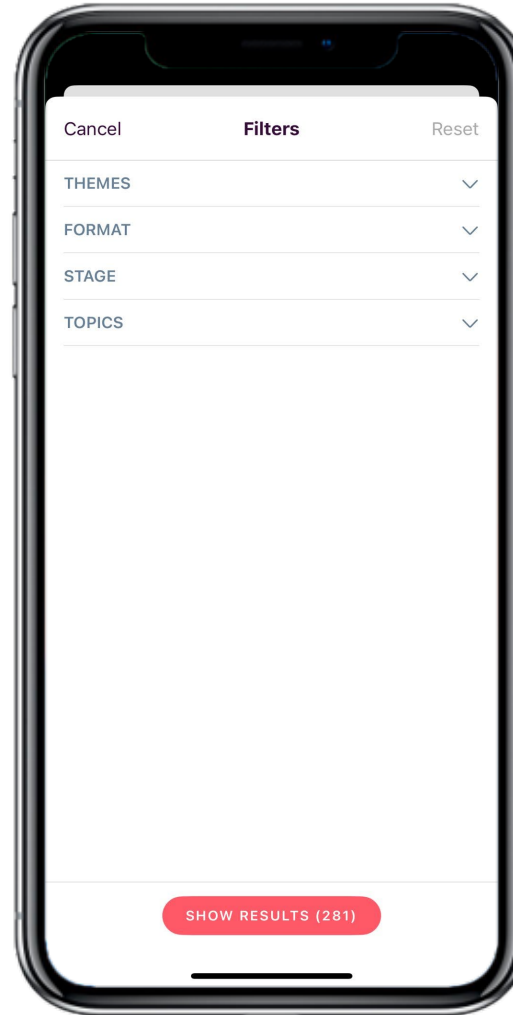 Cancel Filters Reset
THEMES
FORMAT
STAGE
TOPICS
SHOW RESULTS (281)